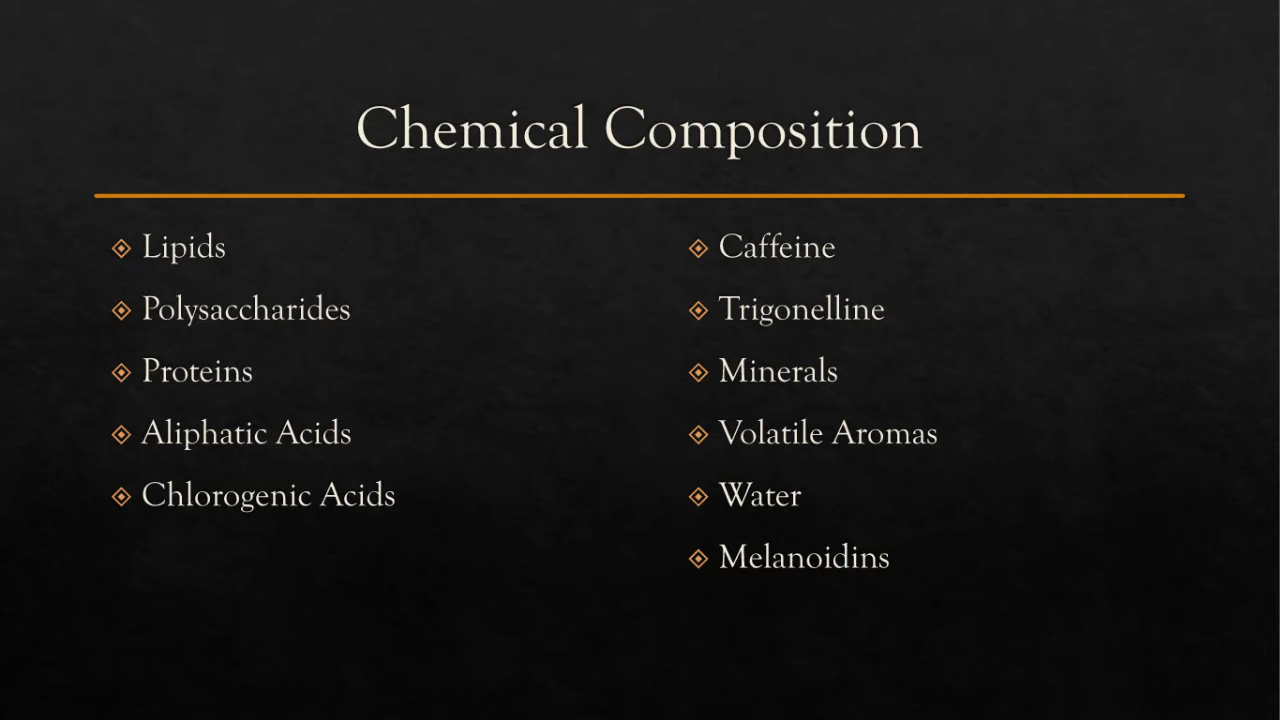 Chemical Composition
Lipids
Polysaccharides
Proteins
Aliphatic Acids
Chlorogenic Acids
Caffeine
Trigonelline
Minerals
Volatile Aromas
Water
Melanoidins